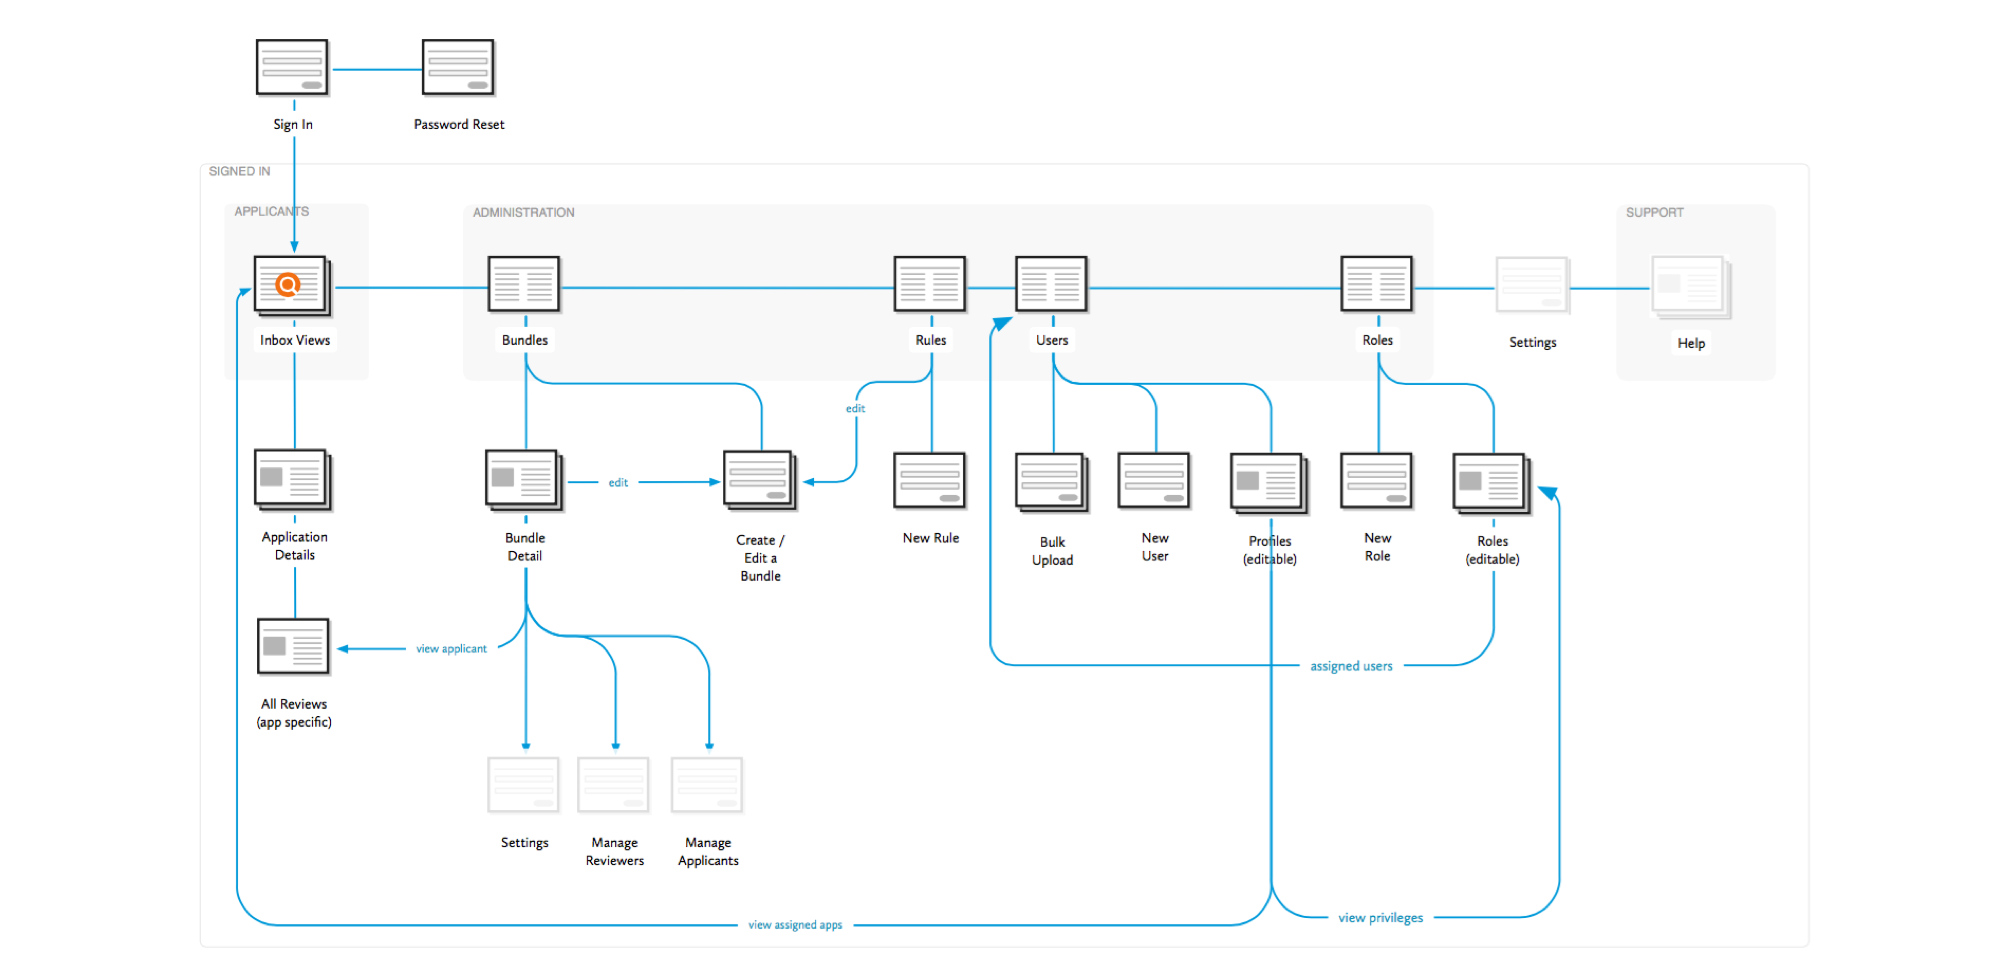 Sign In
Password Reset
SIGNED IN
APPLICANTS
ADMINISTRATION
SUPPORT
Inbox Views
Bundles
Rules
Users
Roles
Settings
Help
edit
edit
Application
Details
Bundle
Detail
Create /
Edit a
Bundle
New Rule
Bulk
Upload
New
User
Profiles
(editable)
New
Role
Roles
(editable)
view applicant
assigned users
All Reviews
(app specific)
Settings
Manage
Reviewers
Manage
Applicants
view assigned apps
view privileges